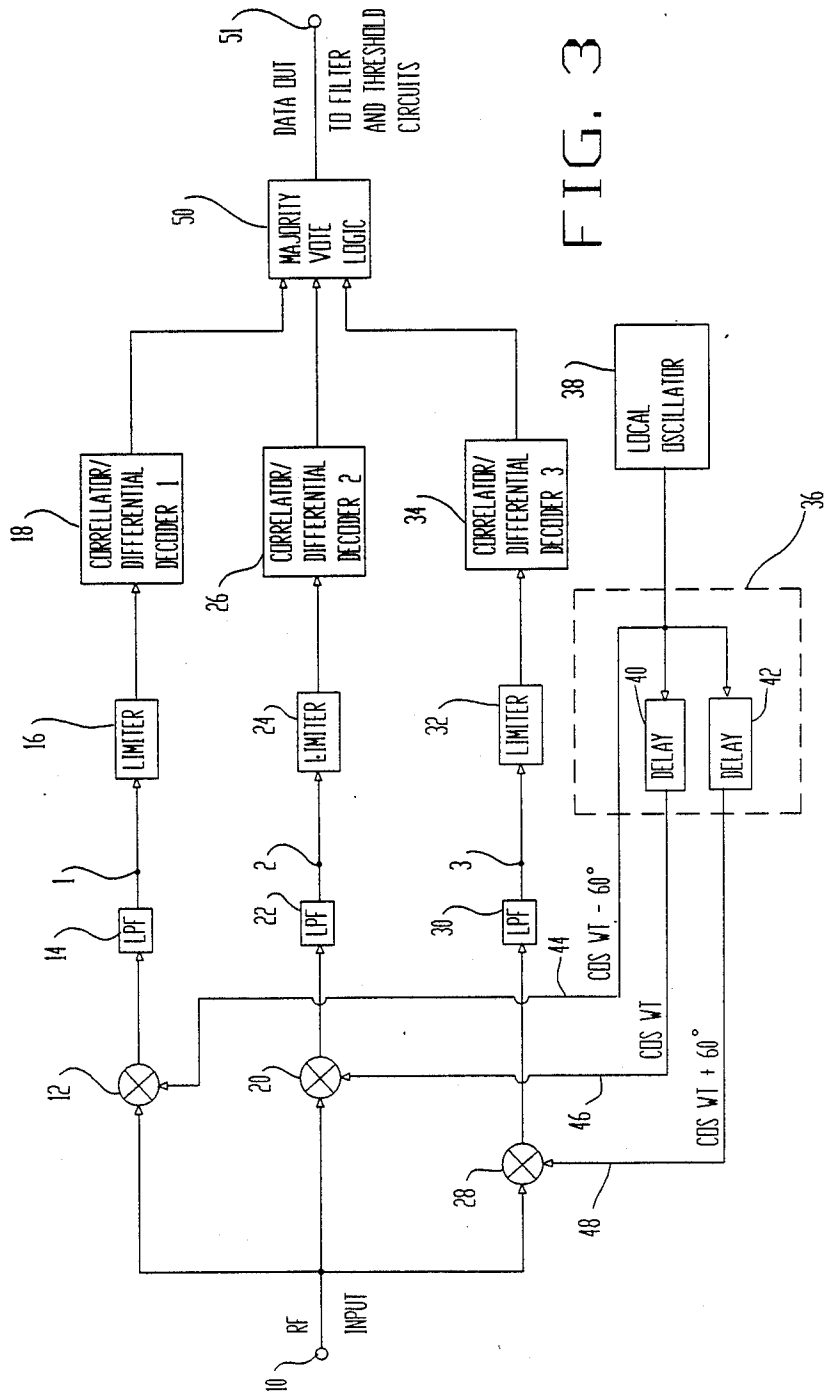 10
RF
INPUT
12
14
LPF
1
16
LIMITER
18
CORRELLATOR/
DIFFERENTIAL
DECODER 1
20
22
LPF
2
24
LIMITER
26
CORRELATOR/
DIFFERENTIAL
DECODER 2
28
30
LPF
3
32
LIMITER
34
CORRELATOR/
DIFFERENTIAL
DECODER 3
50
MAJORITY
VOTE
LOGIC
51
DATA OUT
TO FILTER
AND THRESHOLD
CIRCUITS
44
COS WT - 60°
46
COS WT
48
COS WT + 60°
40
DELAY
42
DELAY
36
38
LOCAL
OSCILLATOR
FIG. 3